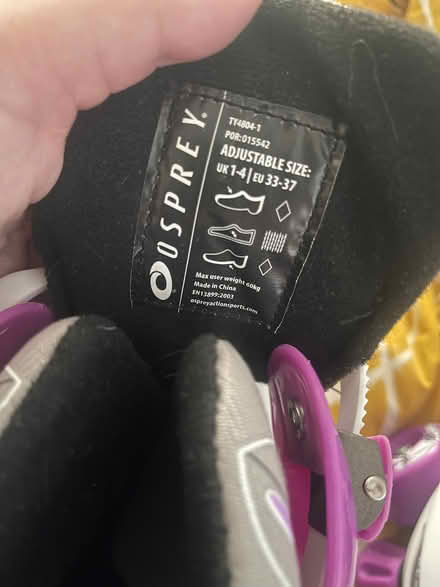 OSPREY.
TY4804-1
POR: 015542
ADJUSTABLE SIZE:
UK 1-4 | EU 33-37
Max user weight 60kg
Made in China
EN13899:2003
ospreyactionsports.com